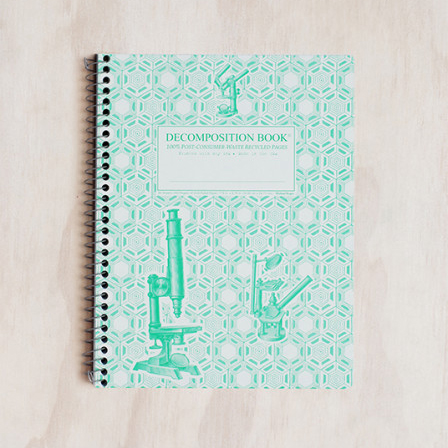 DECOMPOSITION BOOK®
100% POST-CONSUMER WASTE RECYCLED PAGES